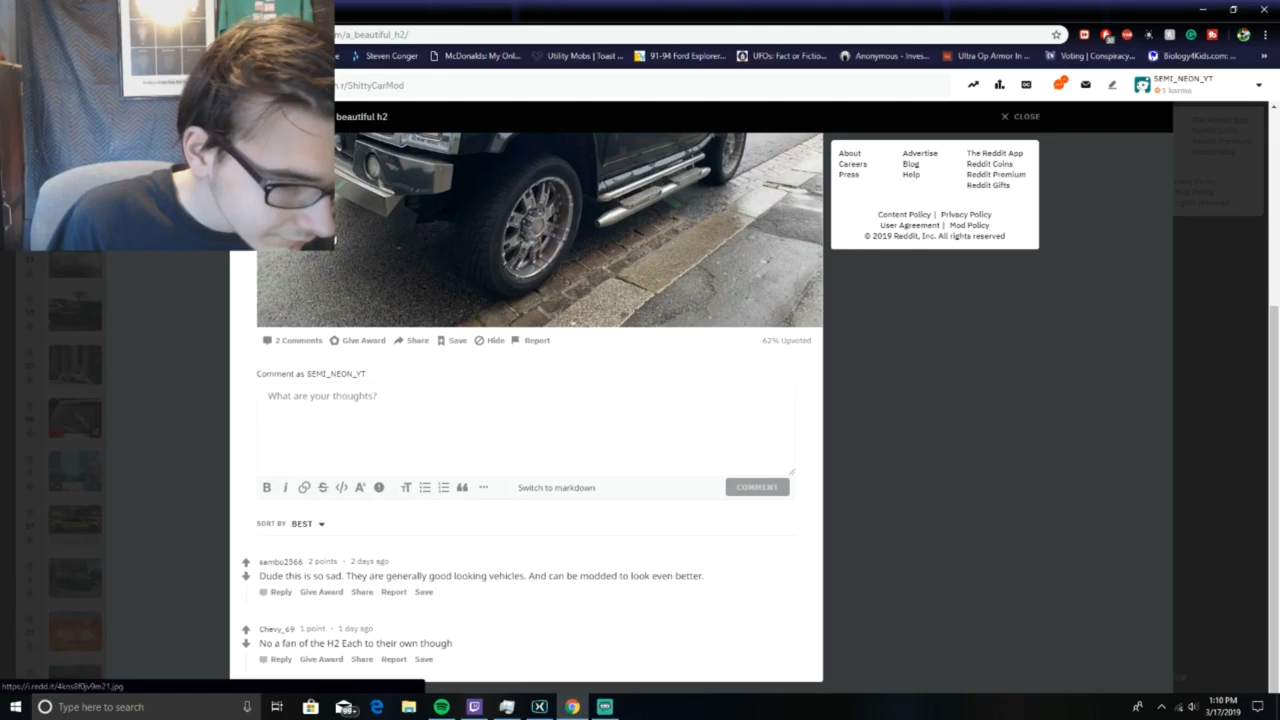 m/a_beautiful_h2/
Steven Conger
McDonalds: My Onl...
Utility Mobs | Toast ...
91-94 Ford Explorer...
UFOs: Fact or Fictio...
Anonymous - Inves...
Ultra Op Armor In ...
Voting | Conspiracy...
Biology4Kids.com: ...
r/ShittyCarMod
SEMI_NEON_YT
1 karma
beautiful h2
CLOSE
About Advertise The Reddit App
Careers Blog Reddit Coins
Press Help Reddit Premium
Reddit Gifts
Content Policy | Privacy Policy
User Agreement | Mod Policy
© 2019 Reddit, Inc. All rights reserved
2 Comments Give Award Share Save Hide Report 62% Upvoted
Comment as SEMI_NEON_YT
What are your thoughts?
Switch to markdown
COMMENT
SORT BY BEST
sambo2366 2 points · 2 days ago
Dude this is so sad. They are generally good looking vehicles. And can be modded to look even better.
Reply Give Award Share Report Save
Chevy_69 1 point · 1 day ago
No a fan of the H2 Each to their own though
Reply Give Award Share Report Save
https://i.redd.it/4kns8f0jv9m21.jpg
Type here to search
99+
1:10 PM
3/17/2019